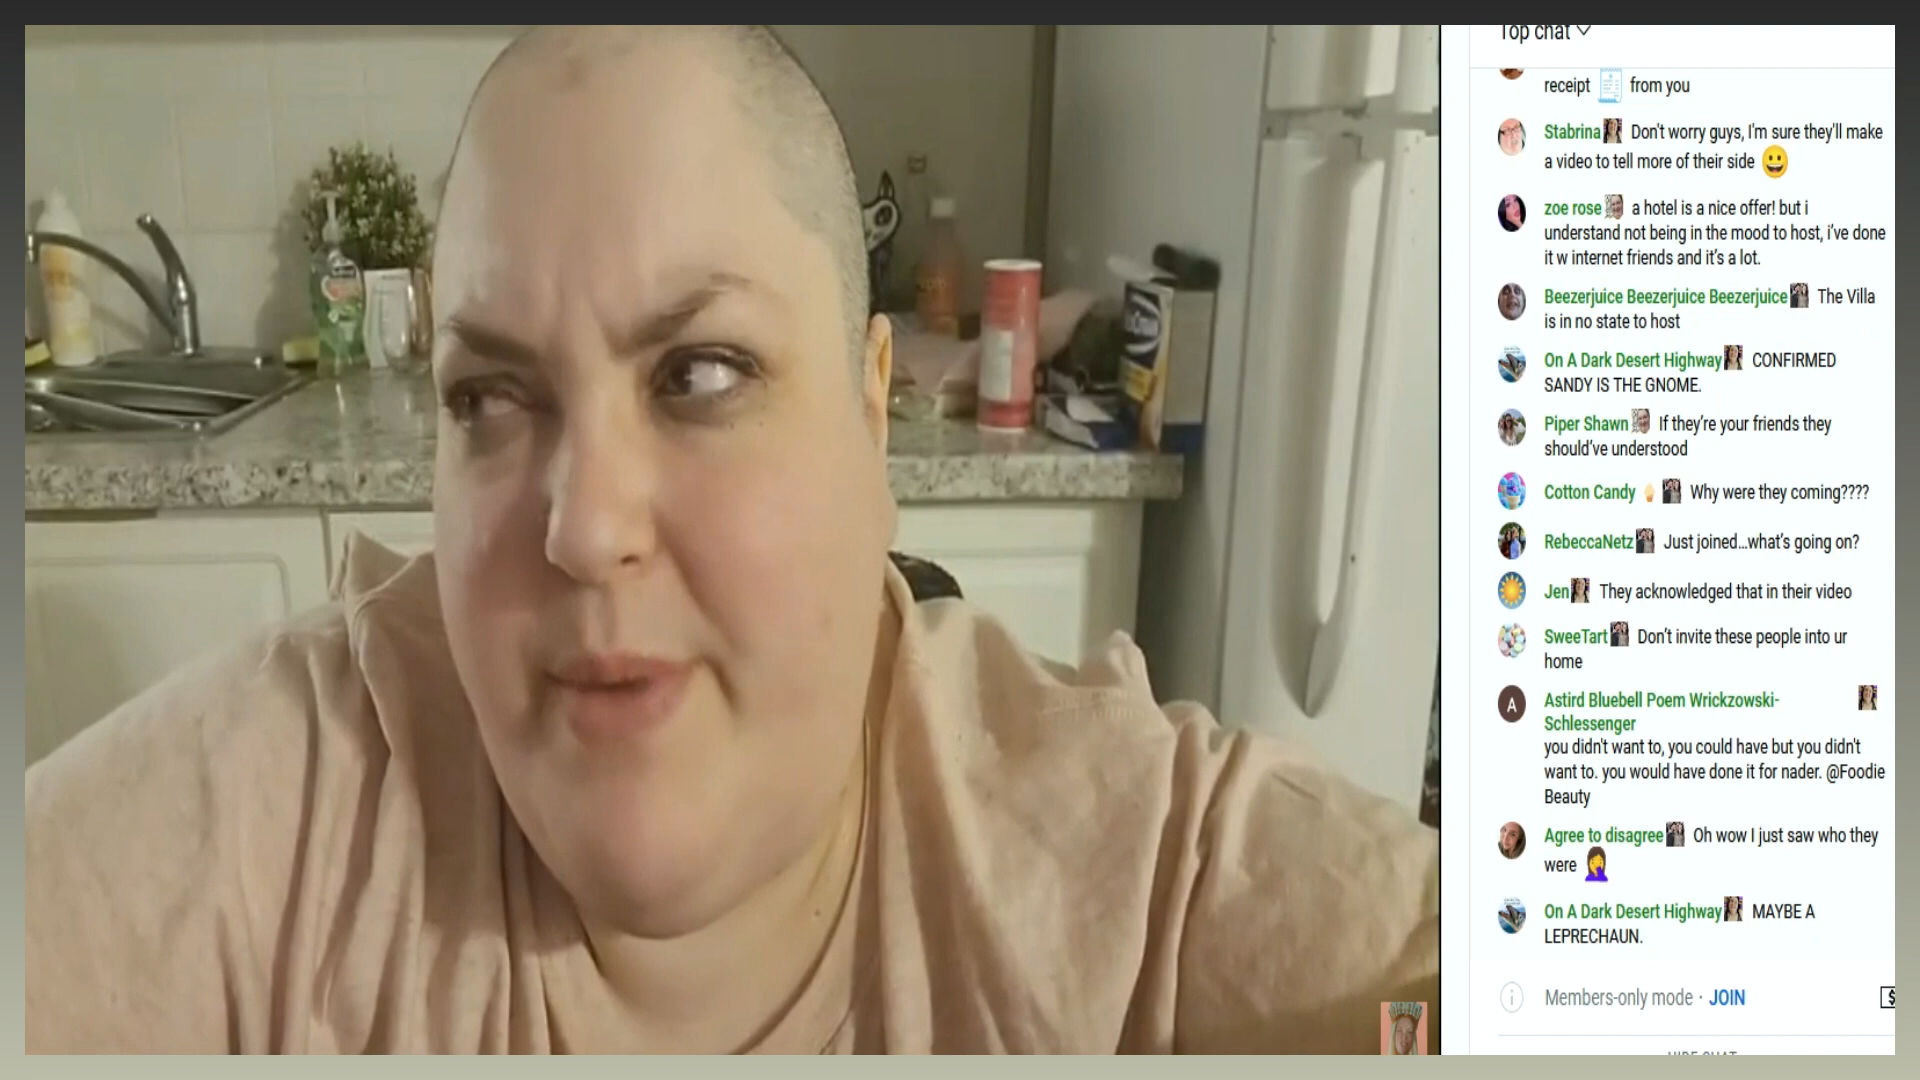 Top chat
receipt from you
Stabrina Don't worry guys, I'm sure they'll make
a video to tell more of their side
zoe rose a hotel is a nice offer! but i
understand not being in the mood to host, i've done
it w internet friends and it's a lot.
Beezerjuice Beezerjuice Beezerjuice The Villa
is in no state to host
On A Dark Desert Highway CONFIRMED
SANDY IS THE GNOME.
Piper Shawn If they're your friends they
should've understood
Cotton Candy Why were they coming????
RebeccaNetz Just joined...what's going on?
Jen They acknowledged that in their video
SweeTart Don't invite these people into ur
home
A
Astird Bluebell Poem Wrickzowski-
Schlessenger
you didn't want to, you could have but you didn't
want to. you would have done it for nader. @Foodie
Beauty
Agree to disagree Oh wow I just saw who they
were
On A Dark Desert Highway MAYBE A
LEPRECHAUN.
Members-only mode · JOIN